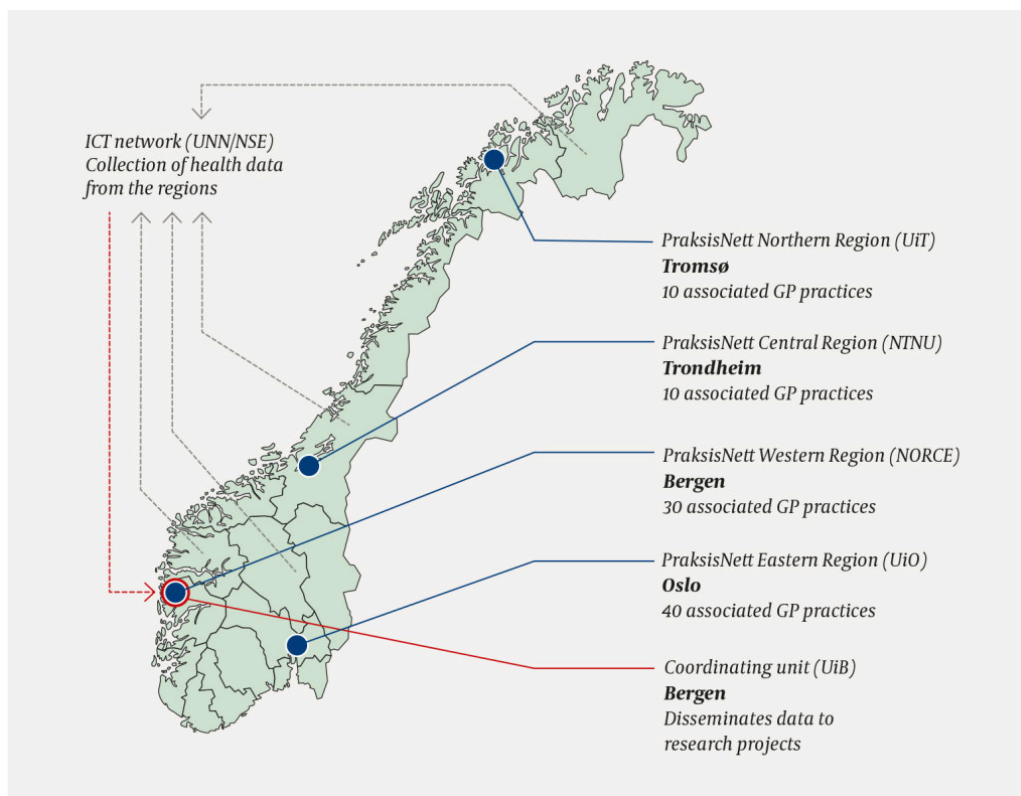 ICT network (UNN/NSE)
Collection of health data
from the regions
PraksisNett Northern Region (UiT)
Tromsø
10 associated GP practices
PraksisNett Central Region (NTNU)
Trondheim
10 associated GP practices
PraksisNett Western Region (NORCE)
Bergen
30 associated GP practices
PraksisNett Eastern Region (UiO)
Oslo
40 associated GP practices
Coordinating unit (UiB)
Bergen
Disseminates data to
research projects